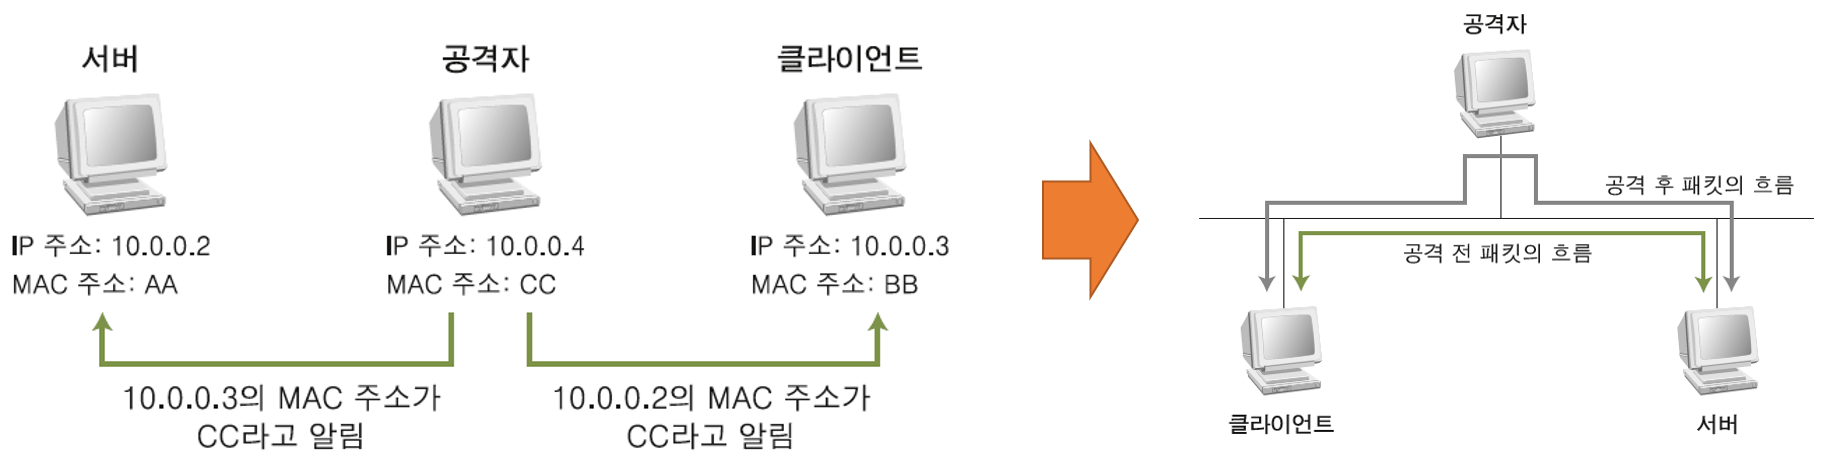 서버
IP 주소: 10.0.0.2
MAC 주소: AA
공격자
IP 주소: 10.0.0.4
MAC 주소: CC
클라이언트
IP 주소: 10.0.0.3
MAC 주소: BB
10.0.0.3의 MAC 주소가
CC라고 알림
10.0.0.2의 MAC 주소가
CC라고 알림
공격자
공격 후 패킷의 흐름
공격 전 패킷의 흐름
클라이언트
서버